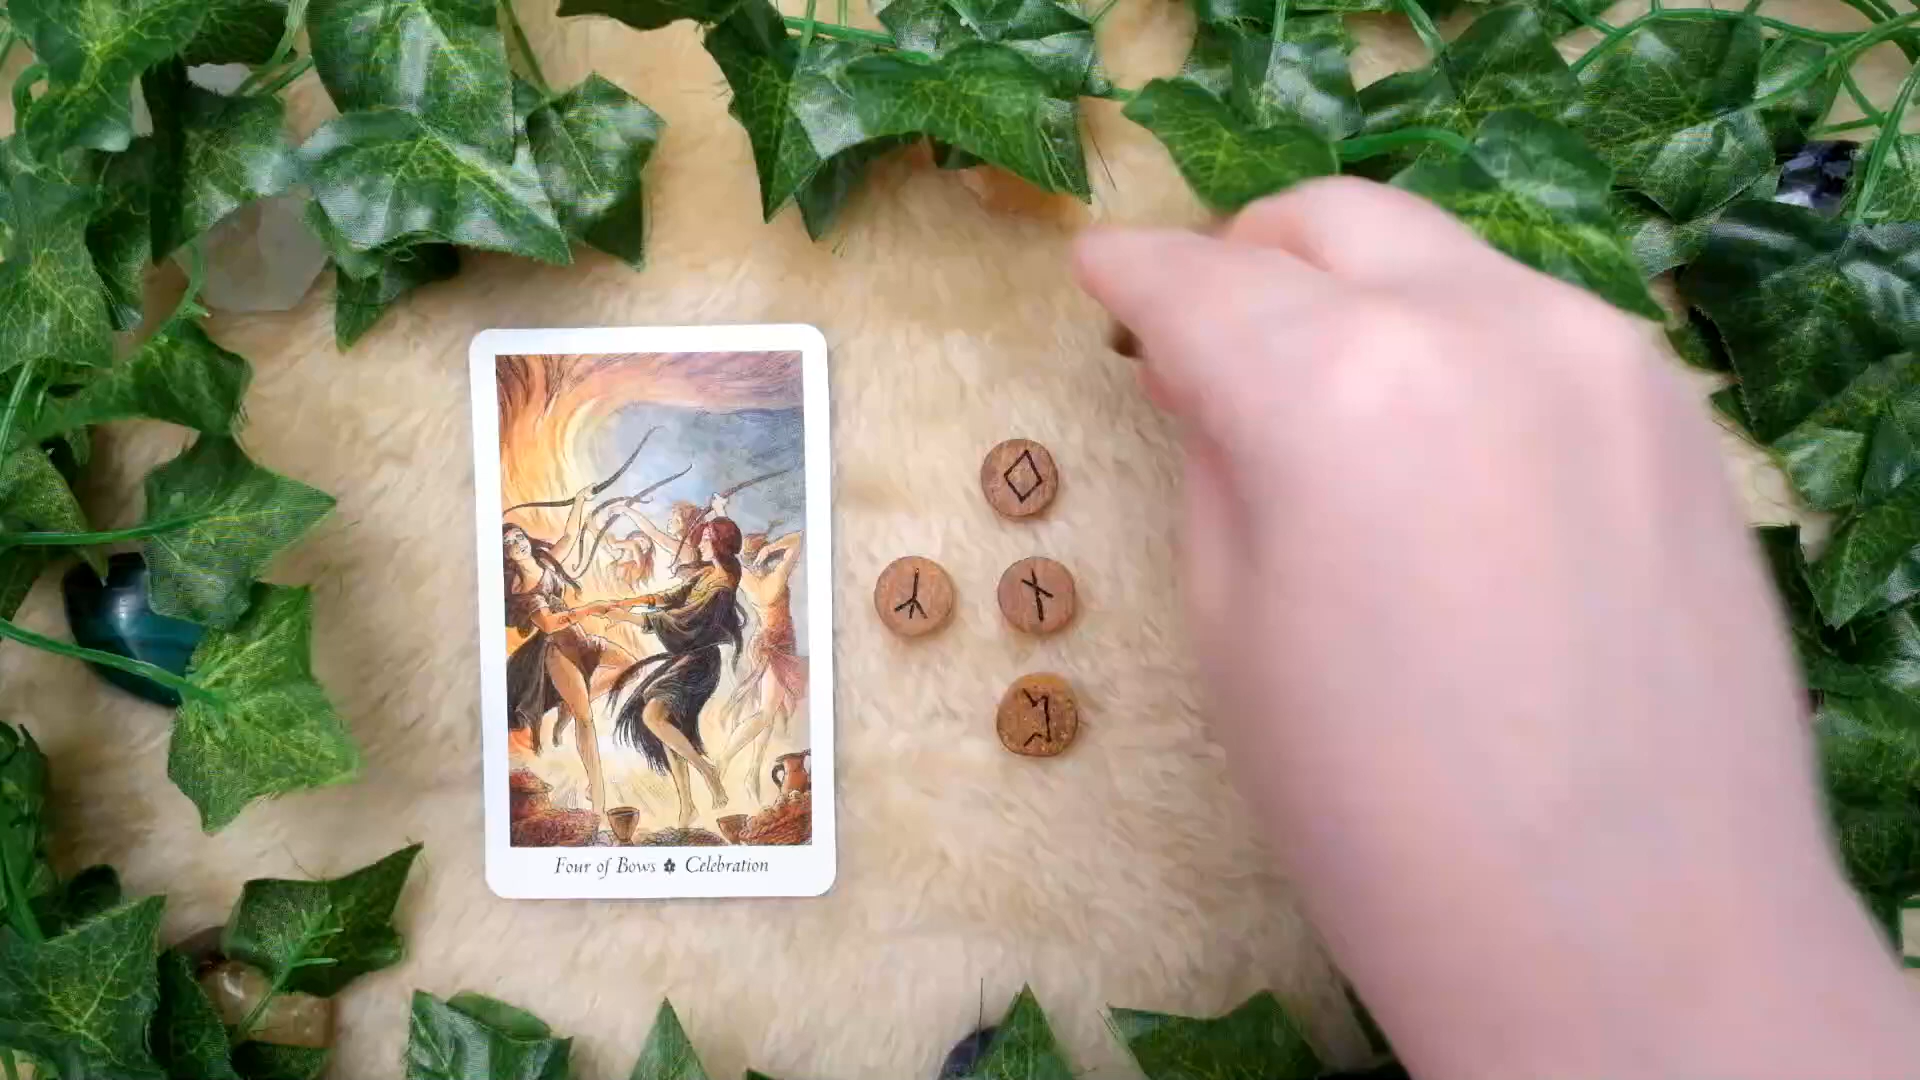 ᛜ
ᛦ ᚾ
ᛈ
Four of Bows ✿ Celebration